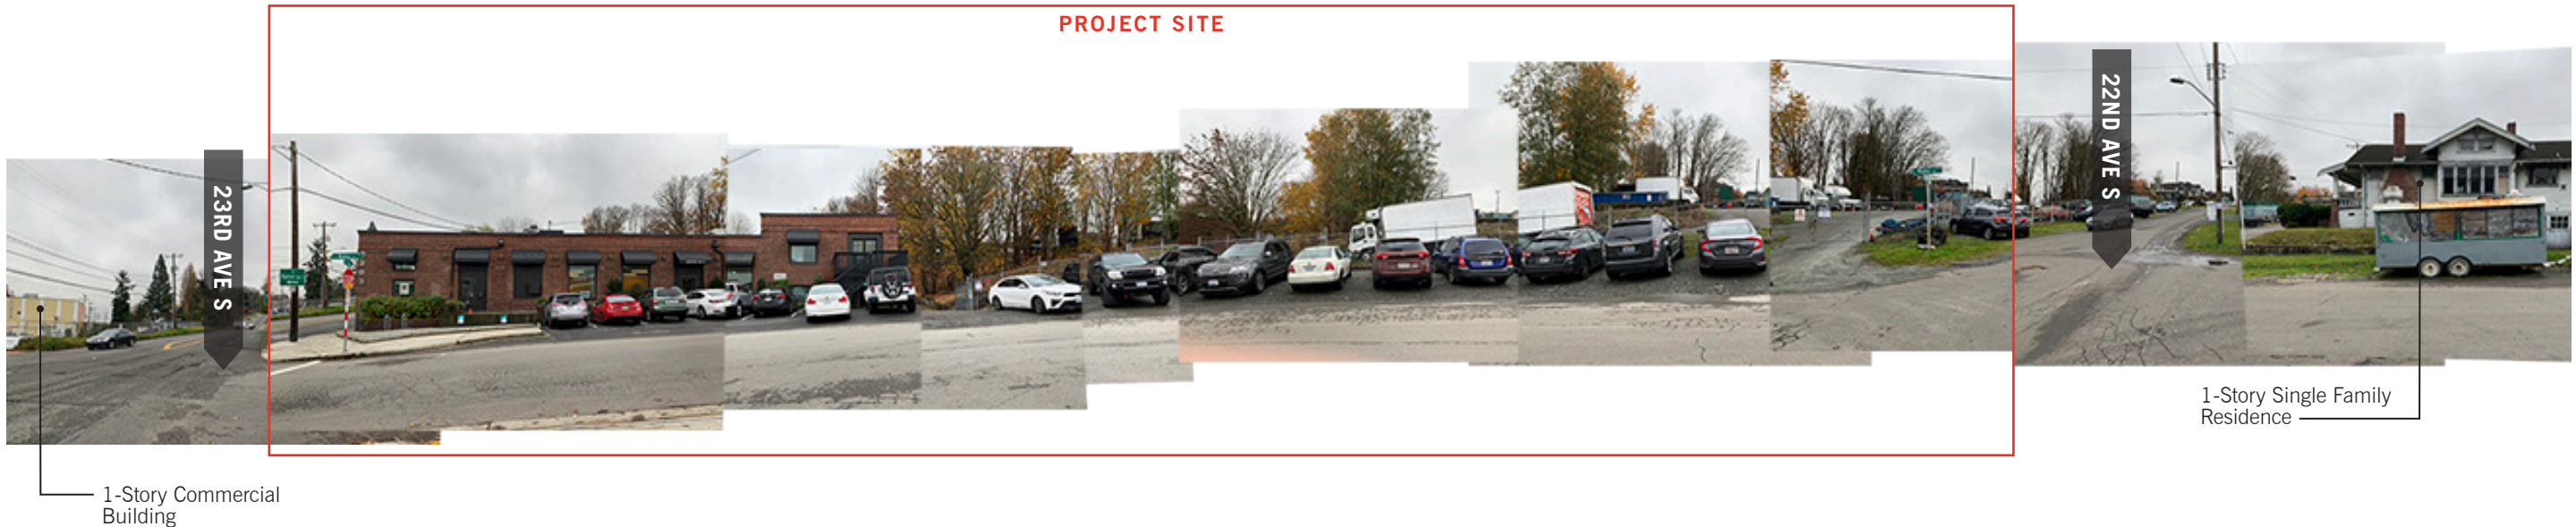 PROJECT SITE
23RD AVE S
22ND AVE S
1-Story Single Family
Residence
1-Story Commercial
Building